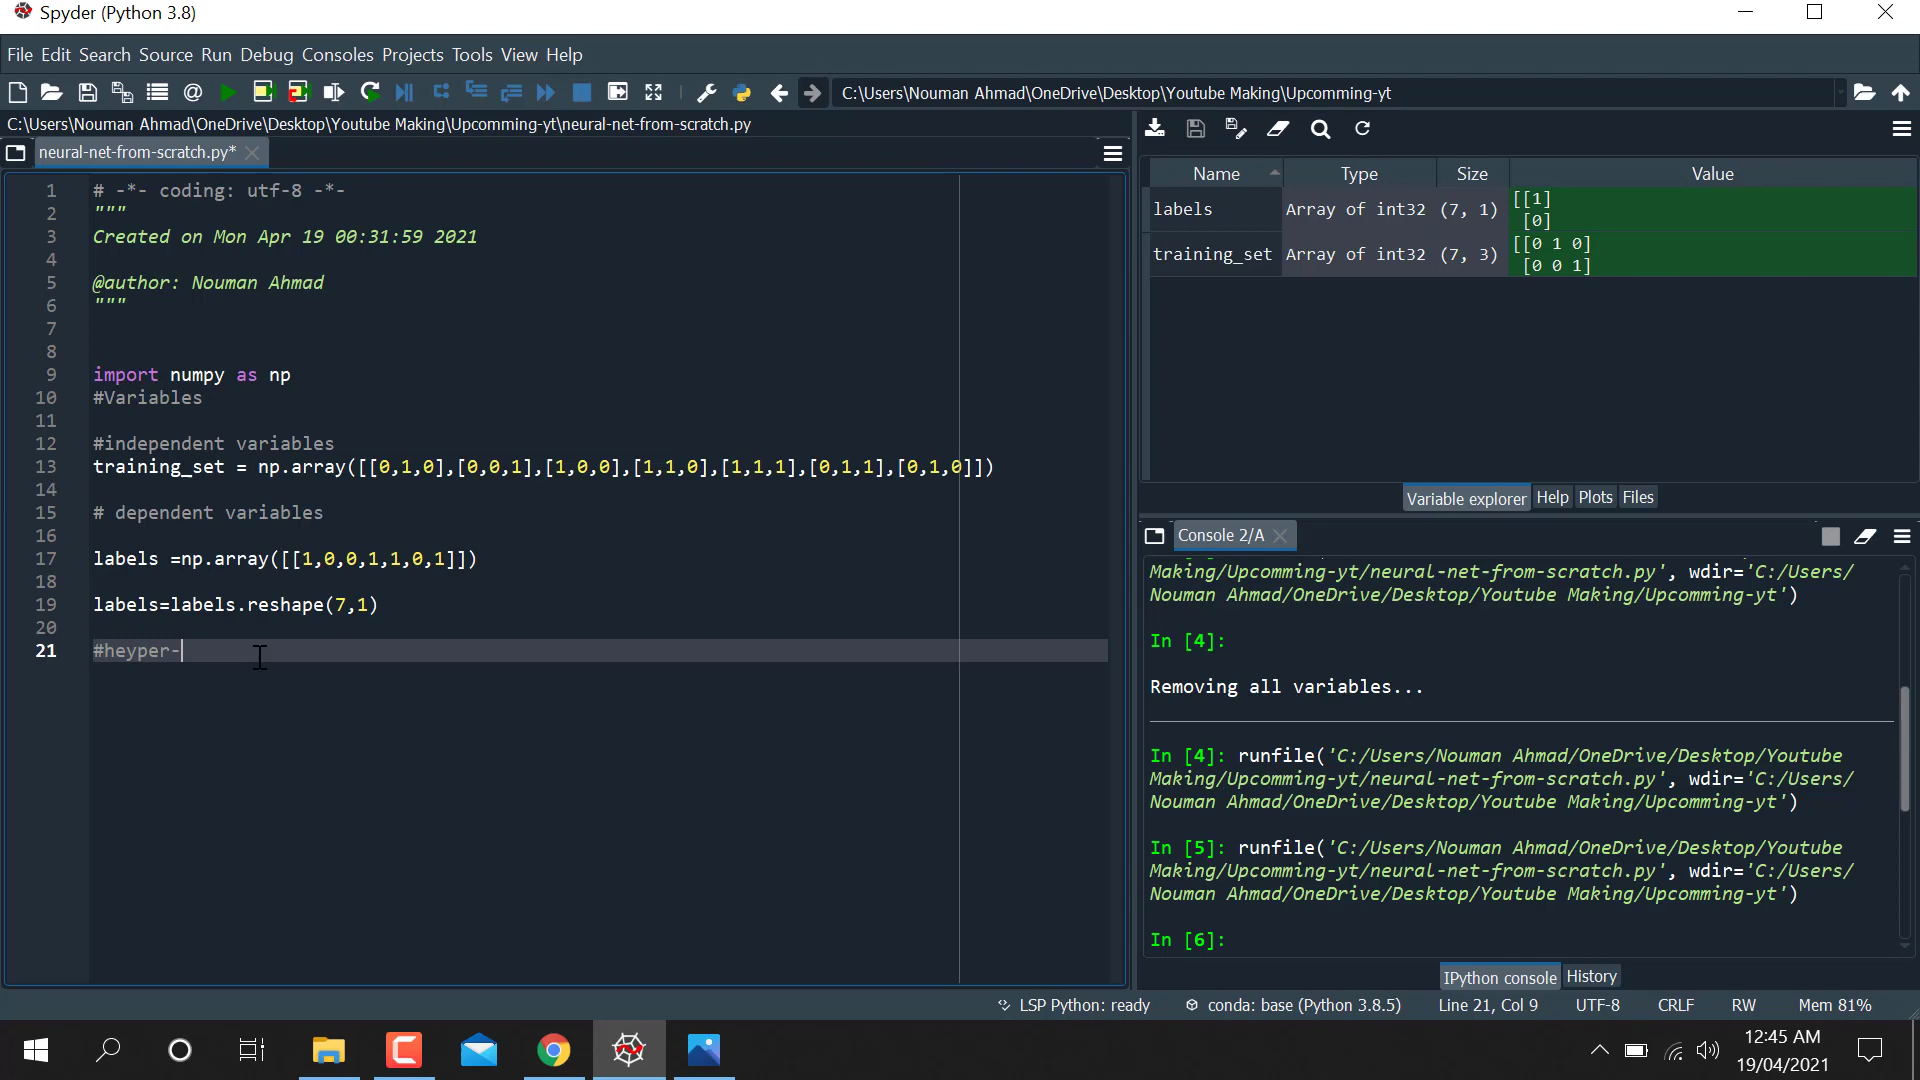 Spyder (Python 3.8)
File Edit Search Source Run Debug Consoles Projects Tools View Help
C:\Users\Nouman Ahmad\OneDrive\Desktop\Youtube Making\Upcomming-yt
C:\Users\Nouman Ahmad\OneDrive\Desktop\Youtube Making\Upcomming-yt\neural-net-from-scratch.py
neural-net-from-scratch.py*
1 # -*- coding: utf-8 -*-
2 """
3 Created on Mon Apr 19 00:31:59 2021
4
5 @author: Nouman Ahmad
6 """
7
8
9 import numpy as np
10 #Variables
11
12 #independent variables
13 training_set = np.array([[0,1,0],[0,0,1],[1,0,0],[1,1,0],[1,1,1],[0,1,1],[0,1,0]])
14
15 # dependent variables
16
17 labels =np.array([[1,0,0,1,1,0,1]])
18
19 labels=labels.reshape(7,1)
20
21 #heyper-
Name Type Size Value
labels Array of int32 (7, 1) [[1]
[0]
training_set Array of int32 (7, 3) [[0 1 0]
[0 0 1]
Variable explorer Help Plots Files
Console 2/A
Making/Upcomming-yt/neural-net-from-scratch.py', wdir='C:/Users/
Nouman Ahmad/OneDrive/Desktop/Youtube Making/Upcomming-yt')
In [4]:
Removing all variables...
In [4]: runfile('C:/Users/Nouman Ahmad/OneDrive/Desktop/Youtube
Making/Upcomming-yt/neural-net-from-scratch.py', wdir='C:/Users/
Nouman Ahmad/OneDrive/Desktop/Youtube Making/Upcomming-yt')
In [5]: runfile('C:/Users/Nouman Ahmad/OneDrive/Desktop/Youtube
Making/Upcomming-yt/neural-net-from-scratch.py', wdir='C:/Users/
Nouman Ahmad/OneDrive/Desktop/Youtube Making/Upcomming-yt')
In [6]:
IPython console History
LSP Python: ready conda: base (Python 3.8.5) Line 21, Col 9 UTF-8 CRLF RW Mem 81%
12:45 AM
19/04/2021